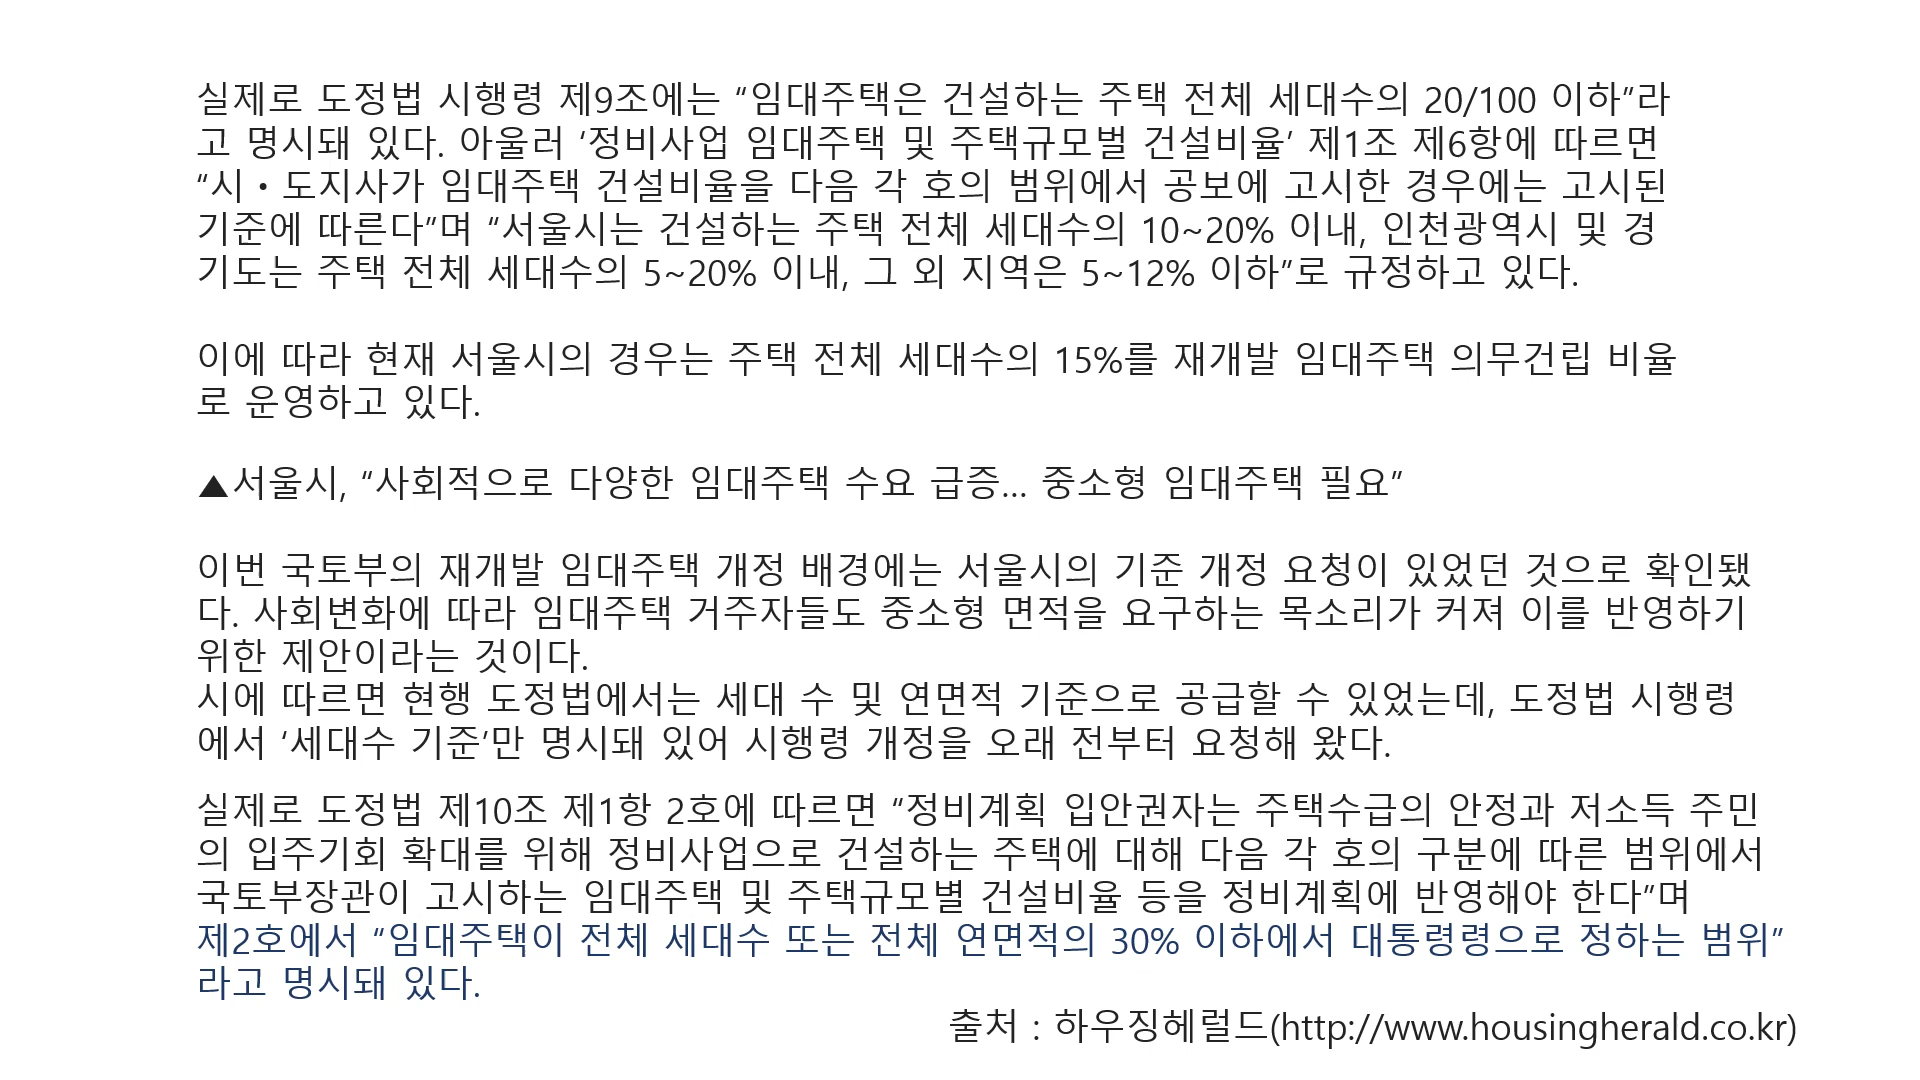 실제로 도정법 시행령 제9조에는 “임대주택은 건설하는 주택 전체 세대수의 20/100 이하”라
고 명시돼 있다. 아울러 ‘정비사업 임대주택 및 주택규모벌 건설비율’ 제1조 제6항에 따르면
“시・도지사가 임대주택 건설비율을 다음 각 호의 범위에서 공보에 고시한 경우에는 고시된
기준에 따른다”며 “서울시는 건설하는 주택 전체 세대수의 10~20% 이내, 인천광역시 및 경
기도는 주택 전체 세대수의 5~20% 이내, 그 외 지역은 5~12% 이하”로 규정하고 있다.
이에 따라 현재 서울시의 경우는 주택 전체 세대수의 15%를 재개발 임대주택 의무건립 비율
로 운영하고 있다.
▲서울시, “사회적으로 다양한 임대주택 수요 급증… 중소형 임대주택 필요”
이번 국토부의 재개발 임대주택 개정 배경에는 서울시의 기준 개정 요청이 있었던 것으로 확인됐
다. 사회변화에 따라 임대주택 거주자들도 중소형 면적을 요구하는 목소리가 커져 이를 반영하기
위한 제안이라는 것이다.
시에 따르면 현행 도정법에서는 세대 수 및 연면적 기준으로 공급할 수 있었는데, 도정법 시행령
에서 ‘세대수 기준’만 명시돼 있어 시행령 개정을 오래 전부터 요청해 왔다.
실제로 도정법 제10조 제1항 2호에 따르면 “정비계획 입안권자는 주택수급의 안정과 저소득 주민
의 입주기회 확대를 위해 정비사업으로 건설하는 주택에 대해 다음 각 호의 구분에 따른 범위에서
국토부장관이 고시하는 임대주택 및 주택규모별 건설비율 등을 정비계획에 반영해야 한다”며
제2호에서 “임대주택이 전체 세대수 또는 전체 연면적의 30% 이하에서 대통령령으로 정하는 범위”
라고 명시돼 있다.
출처 : 하우징헤럴드(http://www.housingherald.co.kr)